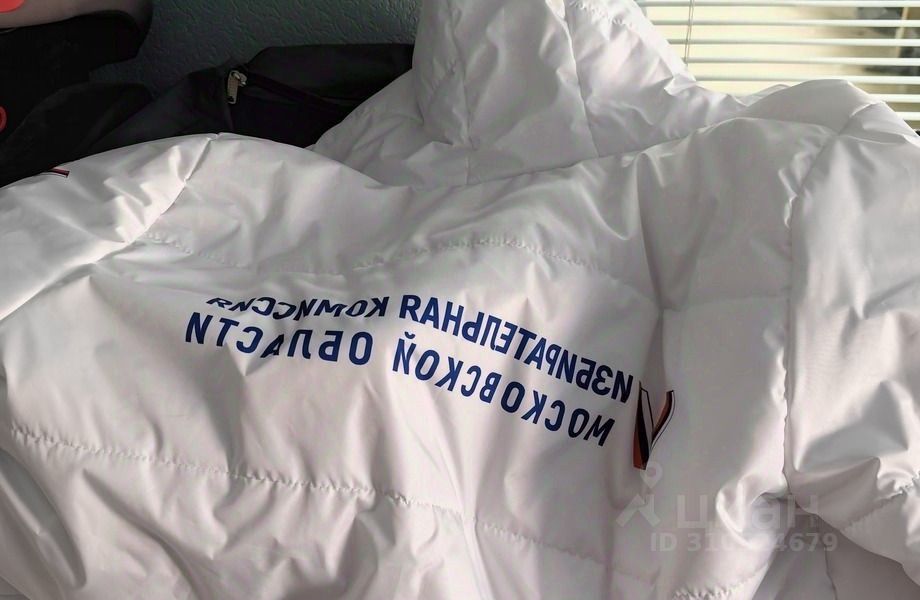 ИЗБИРАТЕЛЬНАЯ КОМИССИЯ
МОСКОВСКОЙ ОБЛАСТИ
циан